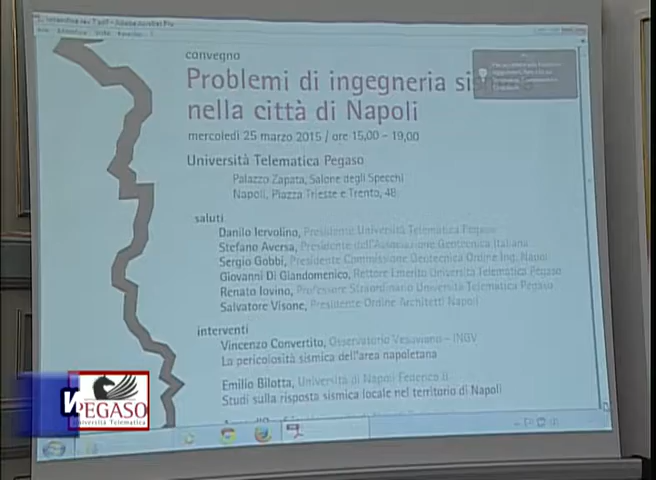 convegno
Problemi di ingegneria
nella città di Napoli
mercoledì 25 marzo 2015 / ore 15,00 - 19,00
Università Telematica Pegaso
Palazzo Zapata, Salone degli Specchi
Napoli, Piazza Trieste e Trento, 48
saluti
Danilo Iervolino, Presidente Università Telematica Pegaso
Stefano Aversa, Presidente dell'Associazione Geotecnica Italiana
Sergio Gobbi, Presidente Commissione Geotecnica Ordine Ing. Napoli
Giovanni Di Giandomenico, Rettore Emerito Università Telematica Pegaso
Renato Iovino, Professore Straordinario Università Telematica Pegaso
Salvatore Visone, Presidente Ordine Architetti Napoli
interventi
Vincenzo Convertito, Osservatorio Vesuviano - INGV
La pericolosità sismica dell'area napoletana
Emilio Bilotta, Università di Napoli Federico II
Studi sulla risposta sismica locale nel territorio di Napoli
PEGASO
Università Telematica